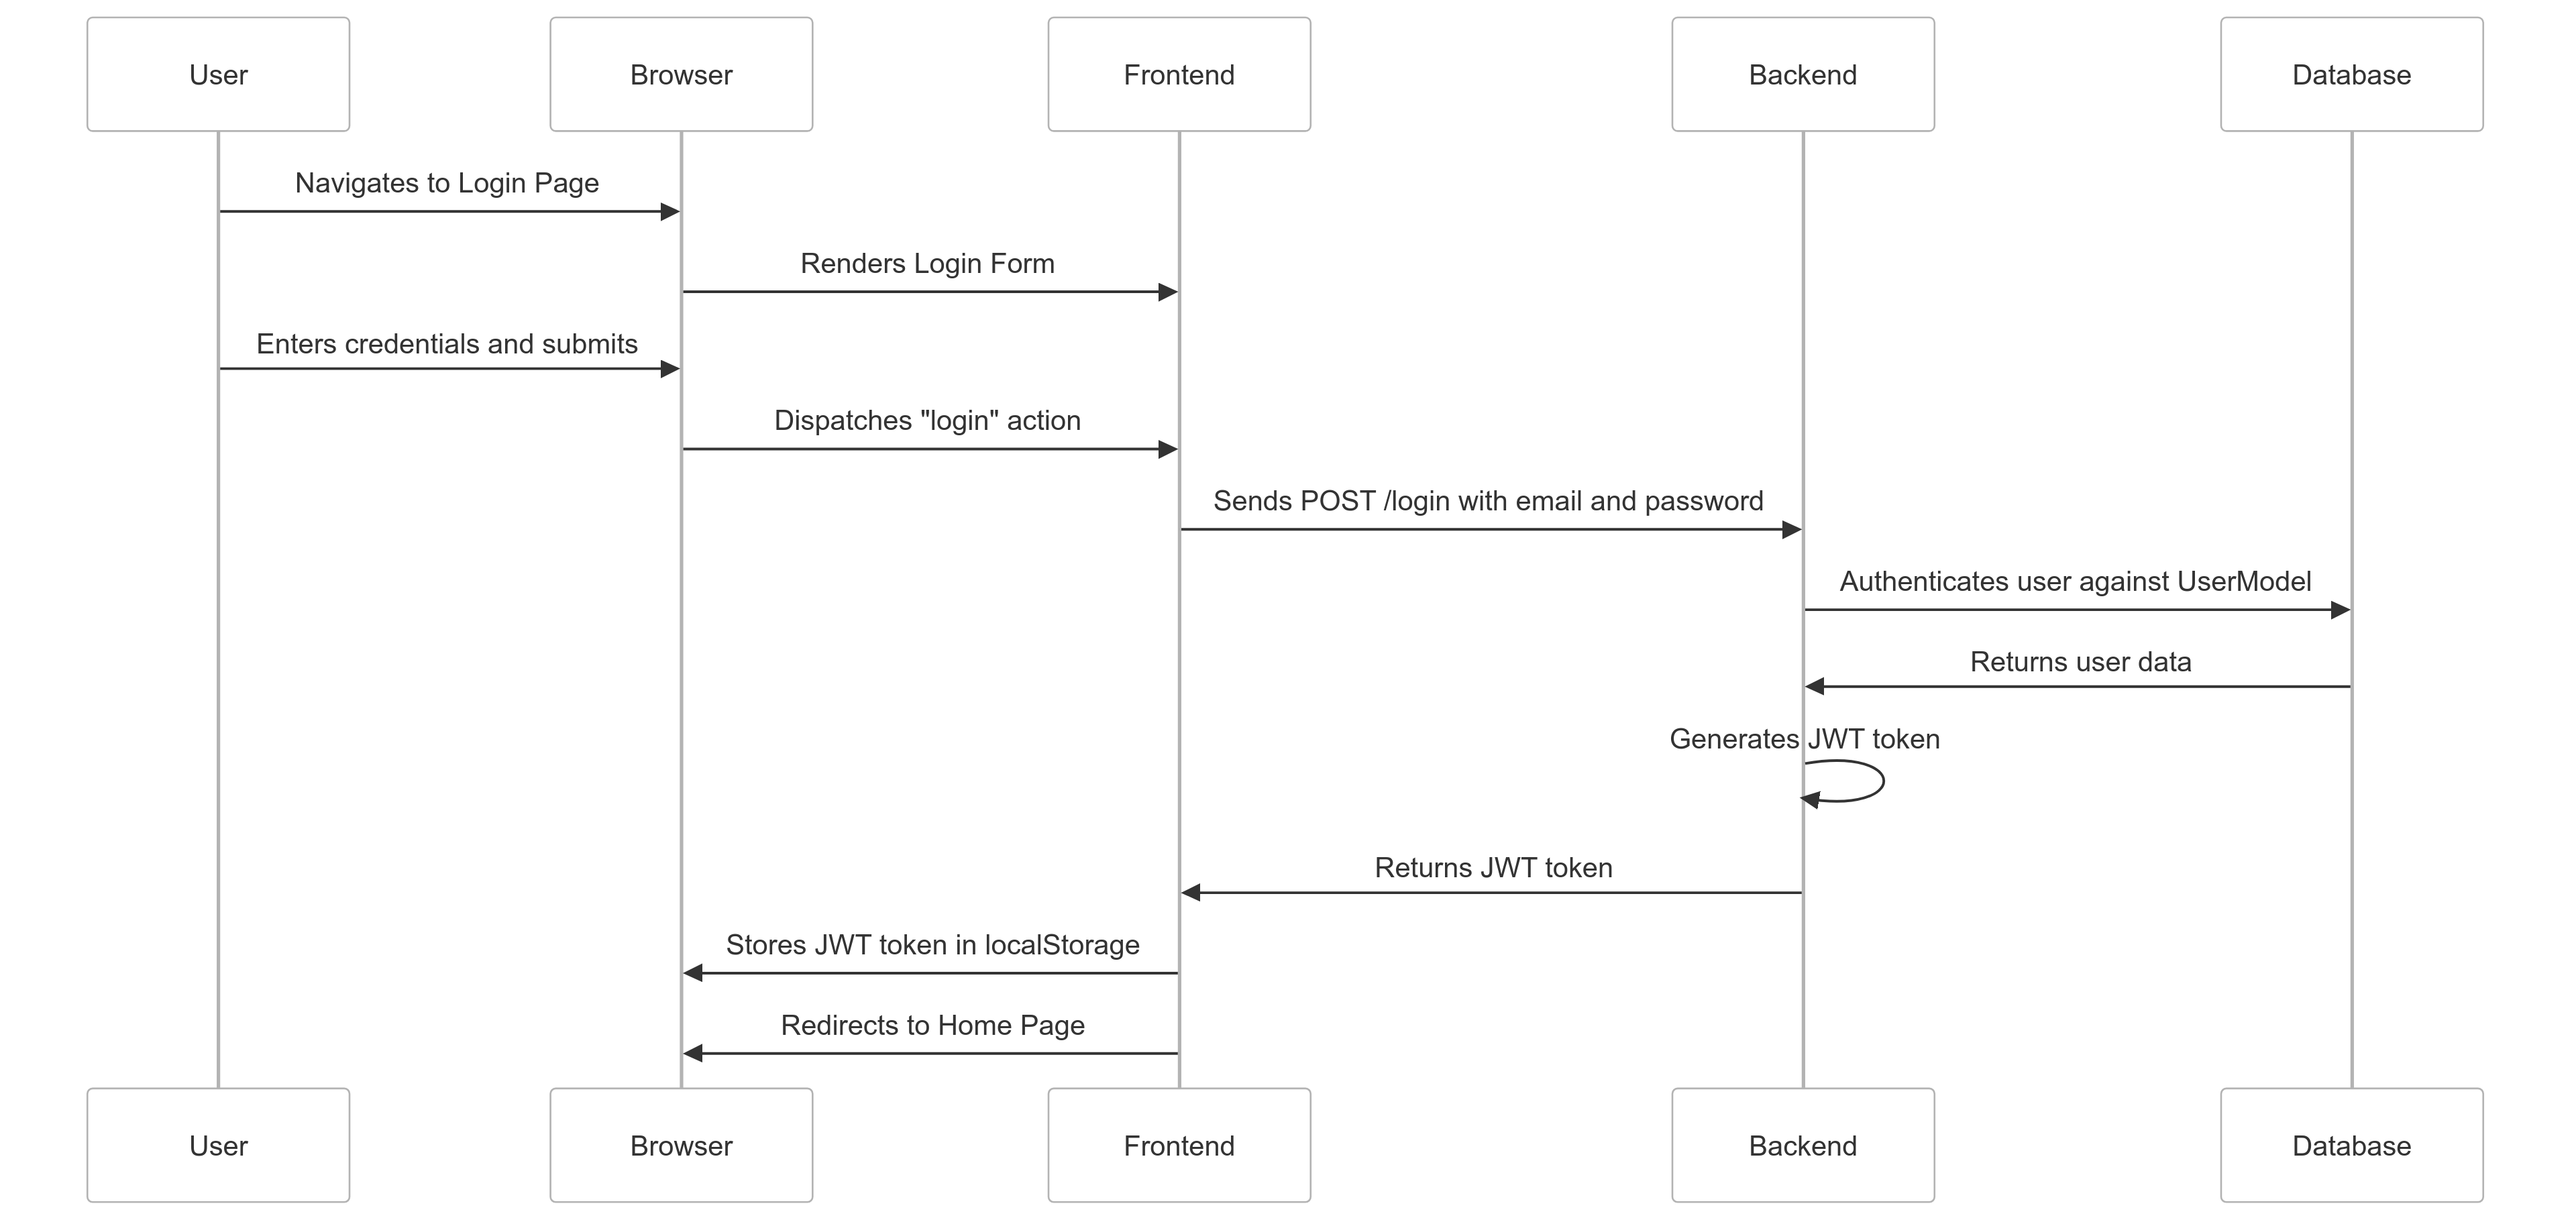 User
Browser
Frontend
Backend
Database
Navigates to Login Page
Renders Login Form
Enters credentials and submits
Dispatches "login" action
Sends POST /login with email and password
Authenticates user against UserModel
Returns user data
Generates JWT token
Returns JWT token
Stores JWT token in localStorage
Redirects to Home Page
User
Browser
Frontend
Backend
Database